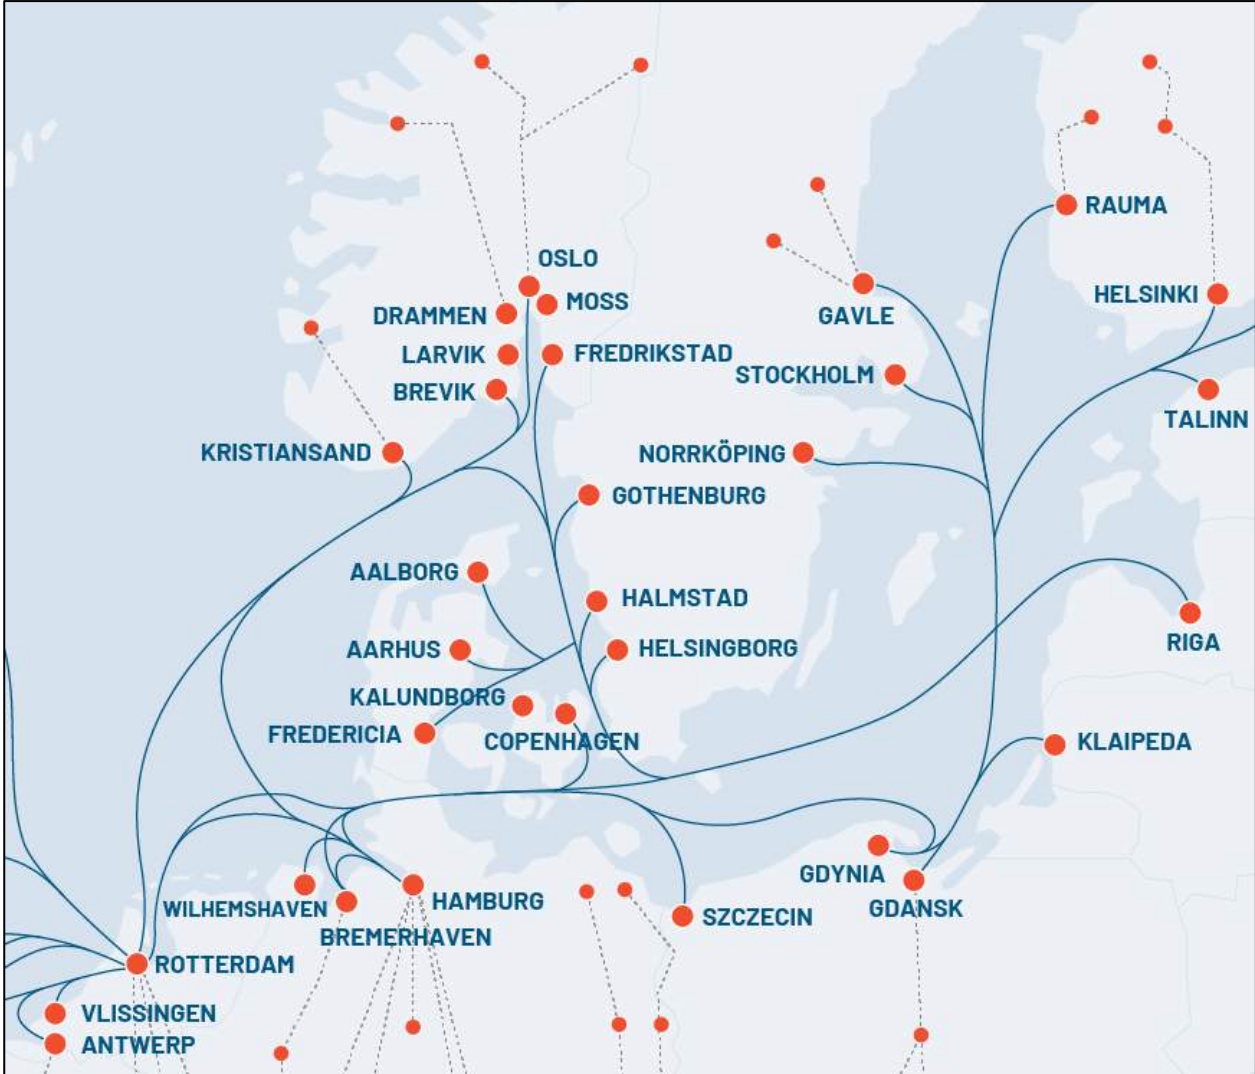 RAUMA
OSLO
HELSINKI
MOSS
DRAMMEN
GAVLE
LARVIK
FREDRIKSTAD
STOCKHOLM
BREVIK
TALINN
KRISTIANSAND
NORRKÖPING
GOTHENBURG
AALBORG
HALMSTAD
AARHUS
HELSINGBORG
RIGA
KALUNDBORG
FREDERICIA
COPENHAGEN
KLAIPEDA
GDYNIA
HAMBURG
WILHEMSHAVEN
GDANSK
SZCZECIN
BREMERHAVEN
ROTTERDAM
VLISSINGEN
ANTWERP